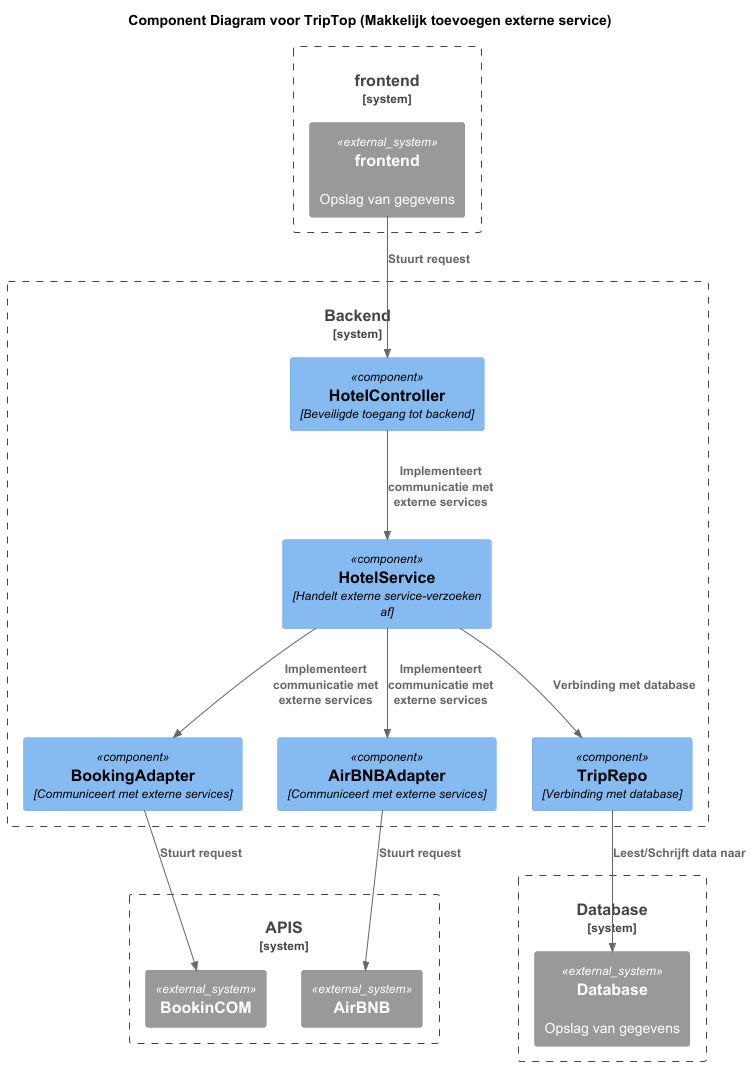 Component Diagram voor TripTop (Makkelijk toevoegen externe service)
frontend
[system]
«external_system»
frontend
Opslag van gegevens
Stuurt request
Backend
[system]
«component»
HotelController
[Beveiligde toegang tot backend]
Implementeert
communicatie met
externe services
«component»
HotelService
[Handelt externe service-verzoeken
af]
Implementeert
communicatie met
externe services
Implementeert
communicatie met
externe services
Verbinding met database
«component»
BookingAdapter
[Communiceert met externe services]
«component»
AirBNBAdapter
[Communiceert met externe services]
«component»
TripRepo
[Verbinding met database]
Stuurt request
Stuurt request
Leest/Schrijft data naar
APIS
[system]
«external_system»
BookinCOM
«external_system»
AirBNB
Database
[system]
«external_system»
Database
Opslag van gegevens